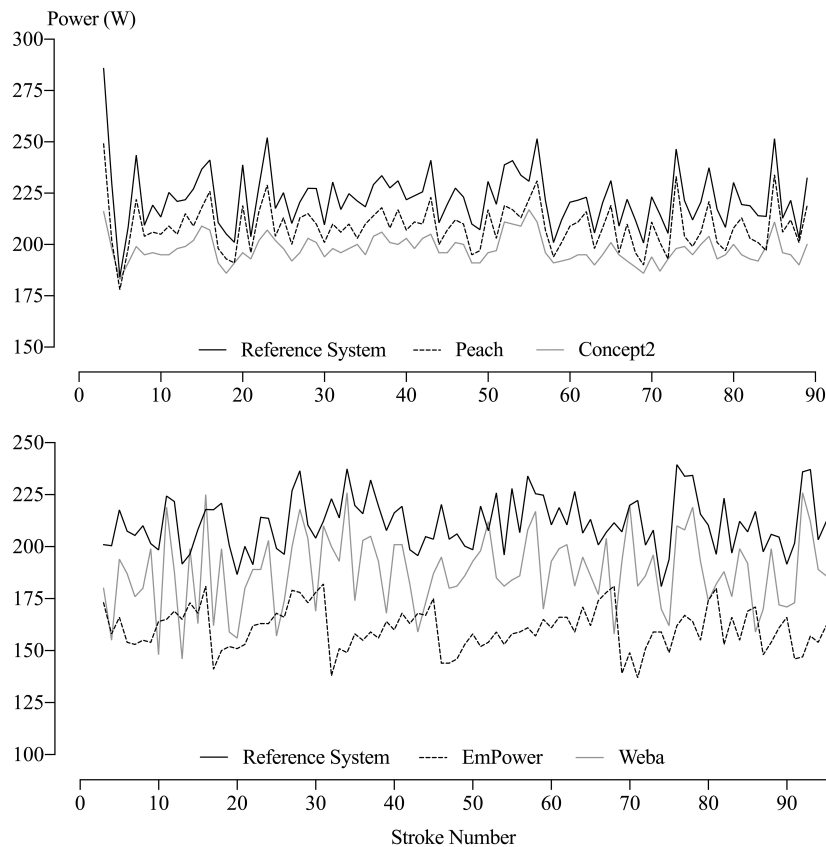 Power (W)
300
275
250
225
200
175
150
Reference System Peach Concept2
0 10 20 30 40 50 60 70 80 90
250
225
200
175
150
125
100
Reference System EmPower Weba
0 10 20 30 40 50 60 70 80 90
Stroke Number